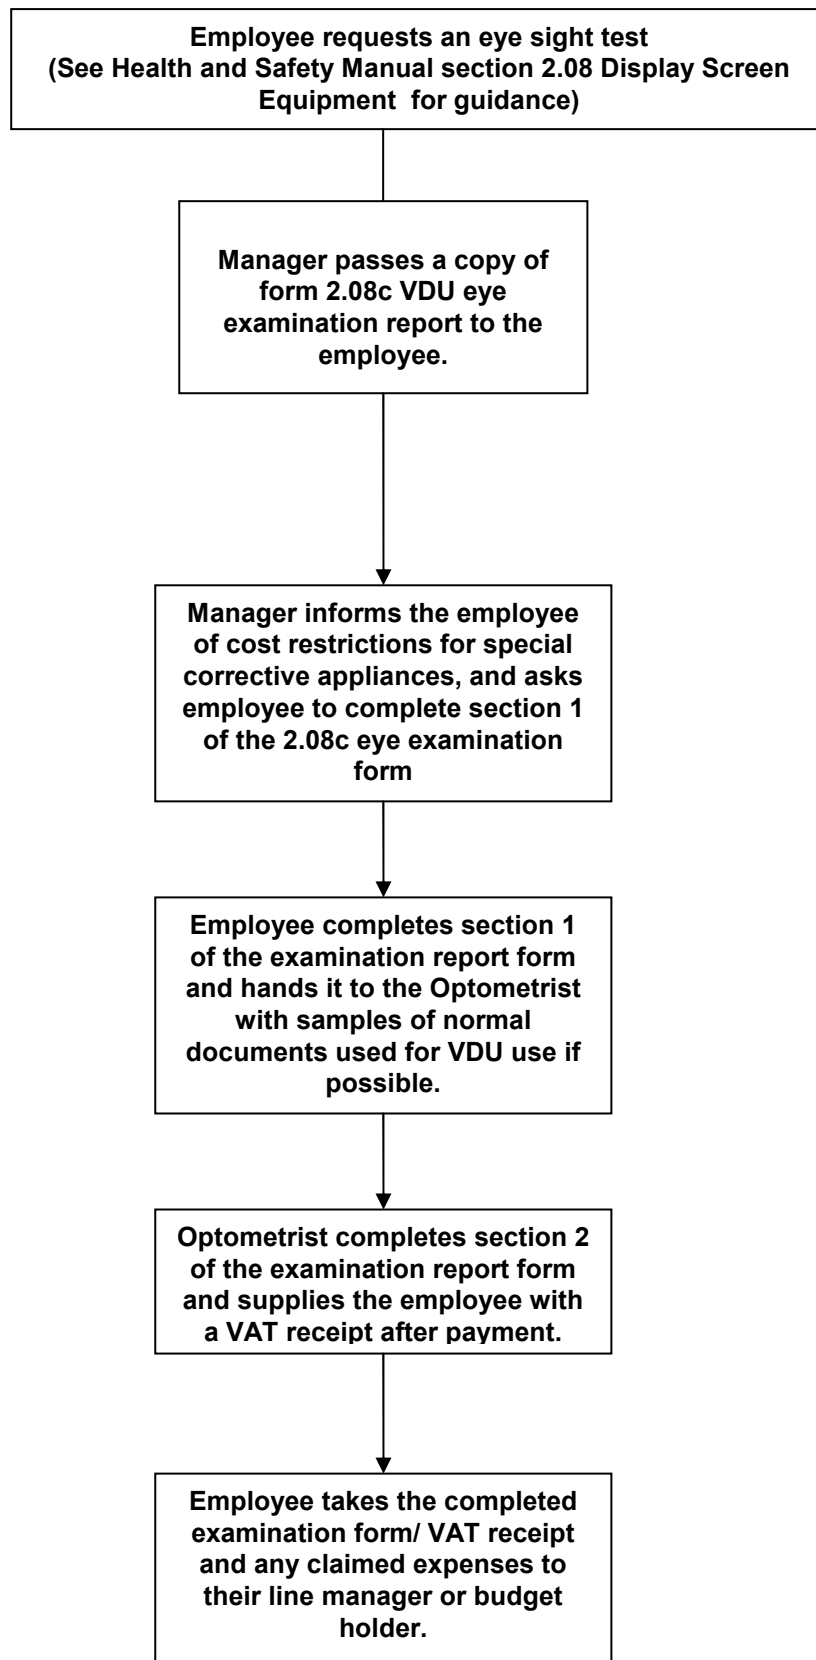 Employee requests an eye sight test
(See Health and Safety Manual section 2.08 Display Screen
Equipment for guidance)
Manager passes a copy of
form 2.08c VDU eye
examination report to the
employee.
Manager informs the employee
of cost restrictions for special
corrective appliances, and asks
employee to complete section 1
of the 2.08c eye examination
form
Employee completes section 1
of the examination report form
and hands it to the Optometrist
with samples of normal
documents used for VDU use if
possible.
Optometrist completes section 2
of the examination report form
and supplies the employee with
a VAT receipt after payment.
Employee takes the completed
examination form/ VAT receipt
and any claimed expenses to
their line manager or budget
holder.